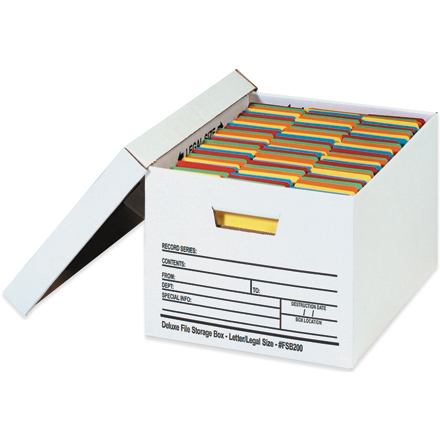 LEGAL-SIZE
RECORD SERIES:
CONTENTS:
FROM:
DEPT: TO:
SPECIAL INFO:
DESTRUCTION DATE
/ /
BOX LOCATION
Deluxe File Storage Box - Letter/Legal Size - #FSB200